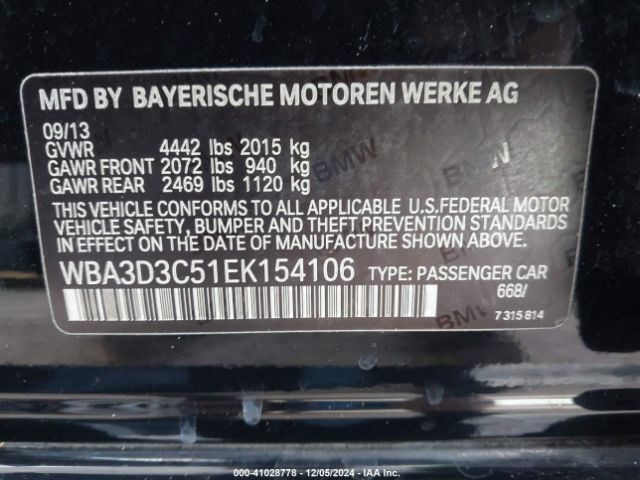 MFD BY BAYERISCHE MOTOREN WERKE AG
09/13
GVWR 4442 lbs 2015 kg
GAWR FRONT 2072 lbs 940 kg
GAWR REAR 2469 lbs 1120 kg
THIS VEHICLE CONFORMS TO ALL APPLICABLE U.S. FEDERAL MOTOR
VEHICLE SAFETY, BUMPER AND THEFT PREVENTION STANDARDS
IN EFFECT ON THE DATE OF MANUFACTURE SHOWN ABOVE.
WBA3D3C51EK154106 TYPE: PASSENGER CAR
668/
7 315 814
BMW
BMW
000-41028778 - 12/05/2024 - IAA Inc.